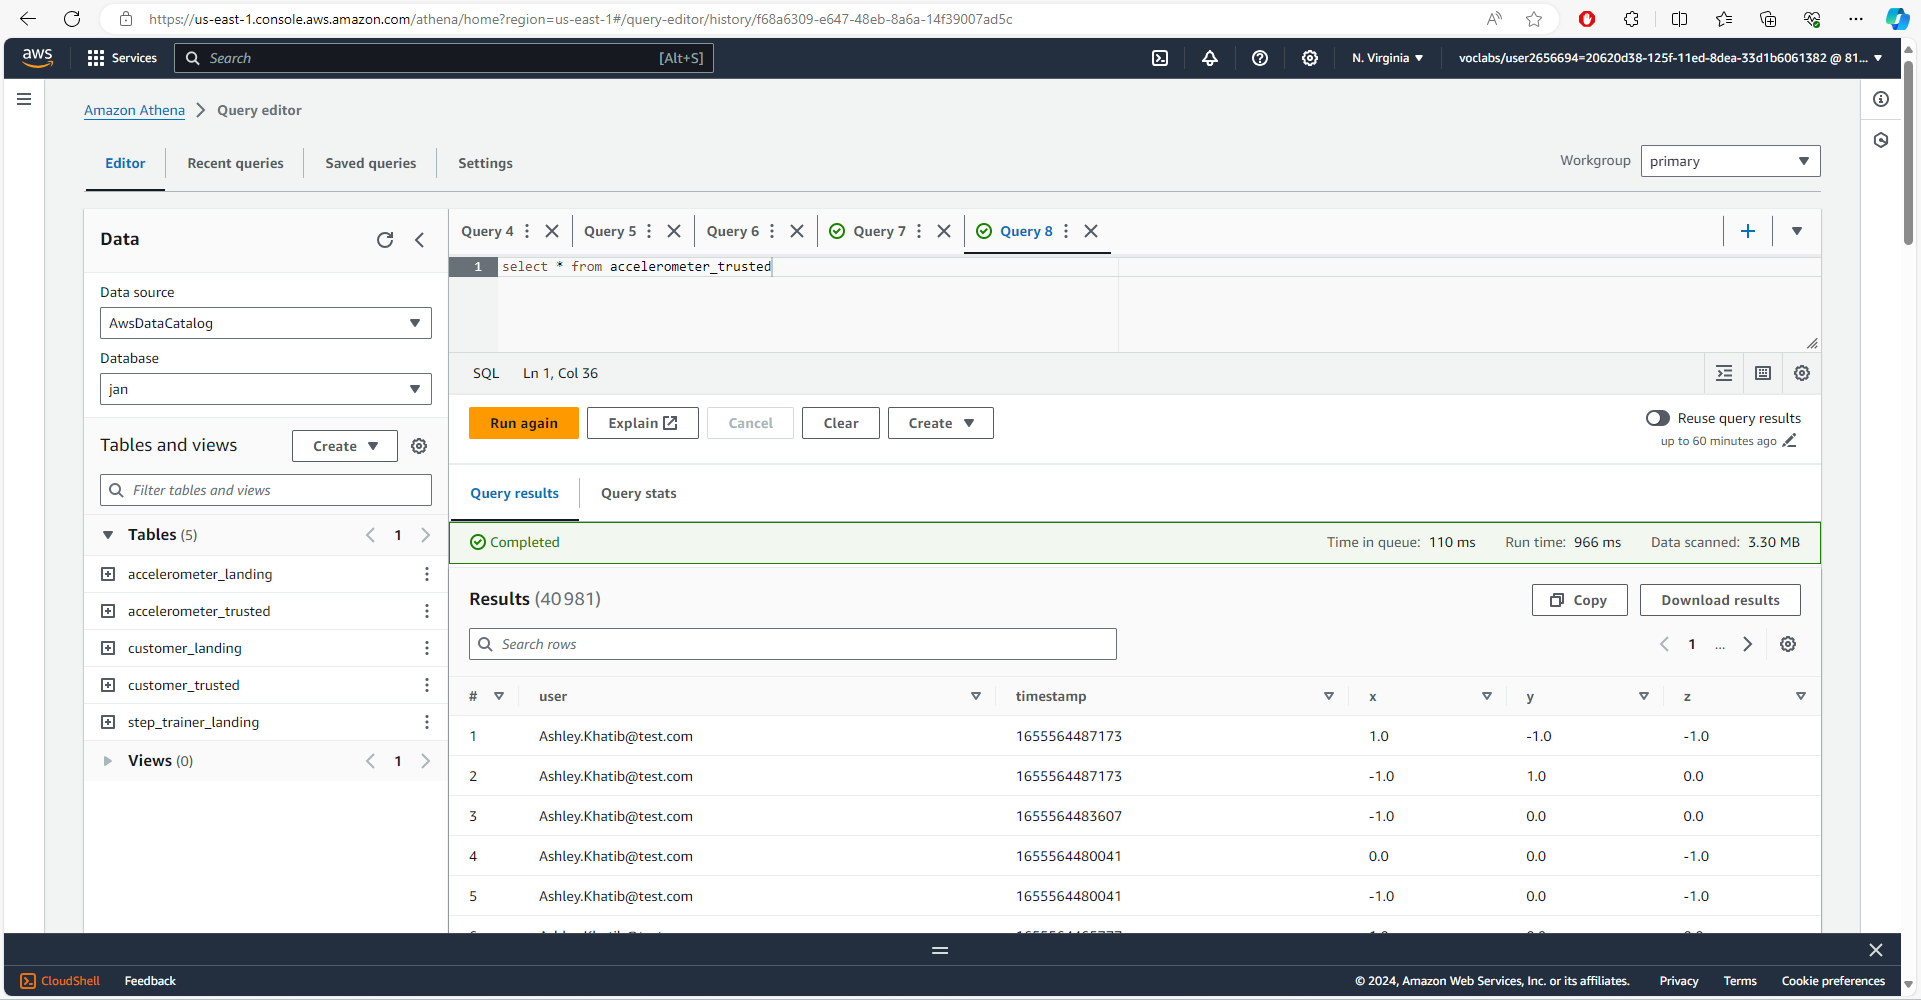 https://us-east-1.console.aws.amazon.com/athena/home?region=us-east-1#/query-editor/history/f68a6309-e647-48eb-8a6a-14f39007ad5c
aws
Services
Search
[Alt+S]
N. Virginia
voclabs/user2656694=20620d38-125f-11ed-8dea-33d1b6061382 @ 81...
Amazon Athena
Query editor
Editor
Recent queries
Saved queries
Settings
Workgroup
primary
Data
Data source
AwsDataCatalog
Database
jan
Tables and views
Create
Filter tables and views
Tables (5)
1
accelerometer_landing
accelerometer_trusted
customer_landing
customer_trusted
step_trainer_landing
Views (0)
1
Query 4
Query 5
Query 6
Query 7
Query 8
1 select * from accelerometer_trusted
SQL
Ln 1, Col 36
Run again
Explain
Cancel
Clear
Create
Reuse query results
up to 60 minutes ago
Query results
Query stats
Completed
Time in queue: 110 ms
Run time: 966 ms
Data scanned: 3.30 MB
Results (40 981)
Copy
Download results
Search rows
1
...
# user timestamp x y z
1 Ashley.Khatib@test.com 1655564487173 1.0 -1.0 -1.0
2 Ashley.Khatib@test.com 1655564487173 -1.0 1.0 0.0
3 Ashley.Khatib@test.com 1655564483607 -1.0 0.0 0.0
4 Ashley.Khatib@test.com 1655564480041 0.0 0.0 -1.0
5 Ashley.Khatib@test.com 1655564480041 -1.0 0.0 -1.0
CloudShell
Feedback
© 2024, Amazon Web Services, Inc. or its affiliates.
Privacy
Terms
Cookie preferences